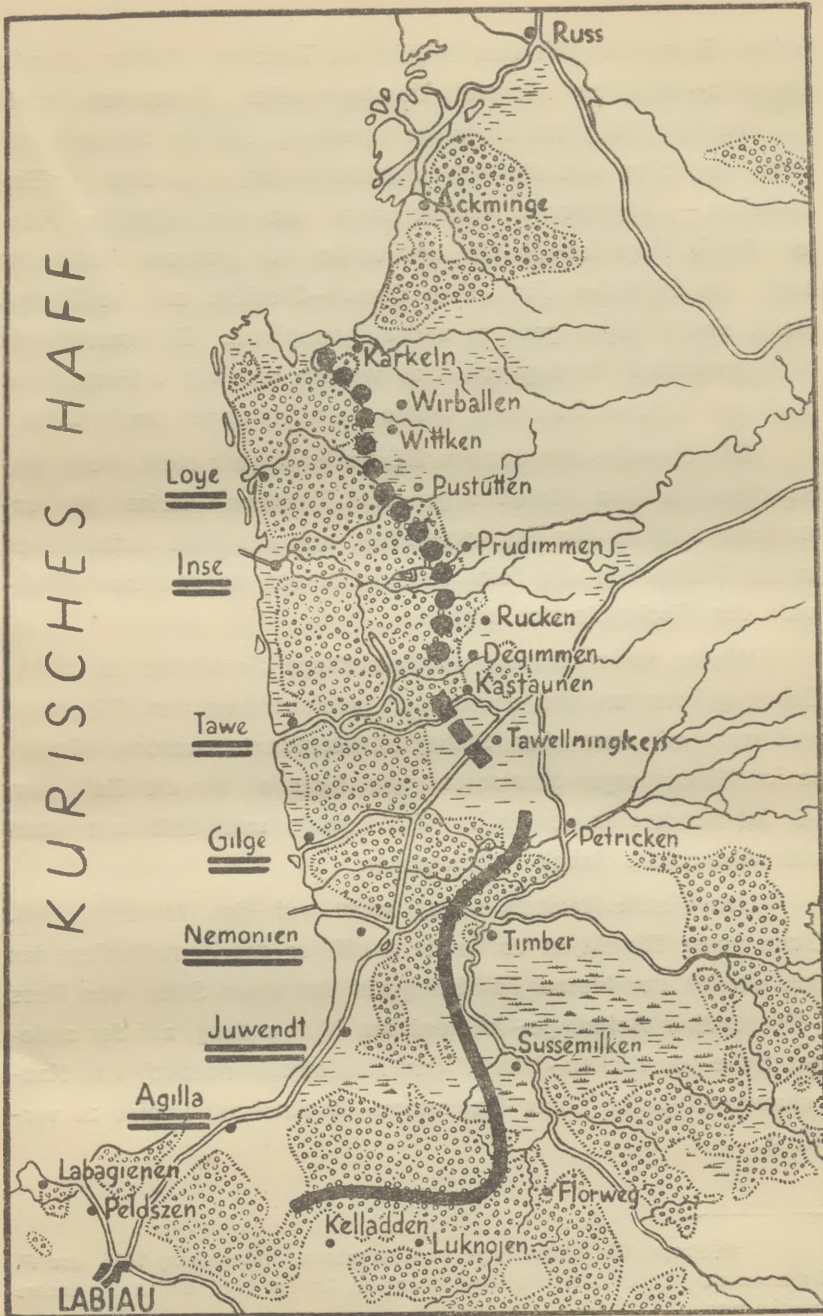 Russ
Ackminge
KURISCHES HAFF
Karkeln
Wirballen
Wittken
Loye
Pustutten
Inse
Prudimmen
Rucken
Degimmen
Kastaunen
Tawe
Tawellningken
Gilge
Petricken
Nemonien
Timber
Juwendt
Sussemilken
Agilla
Labagienen
Peldszen
Florweg
Kelladden
Luknojen
LABIAU